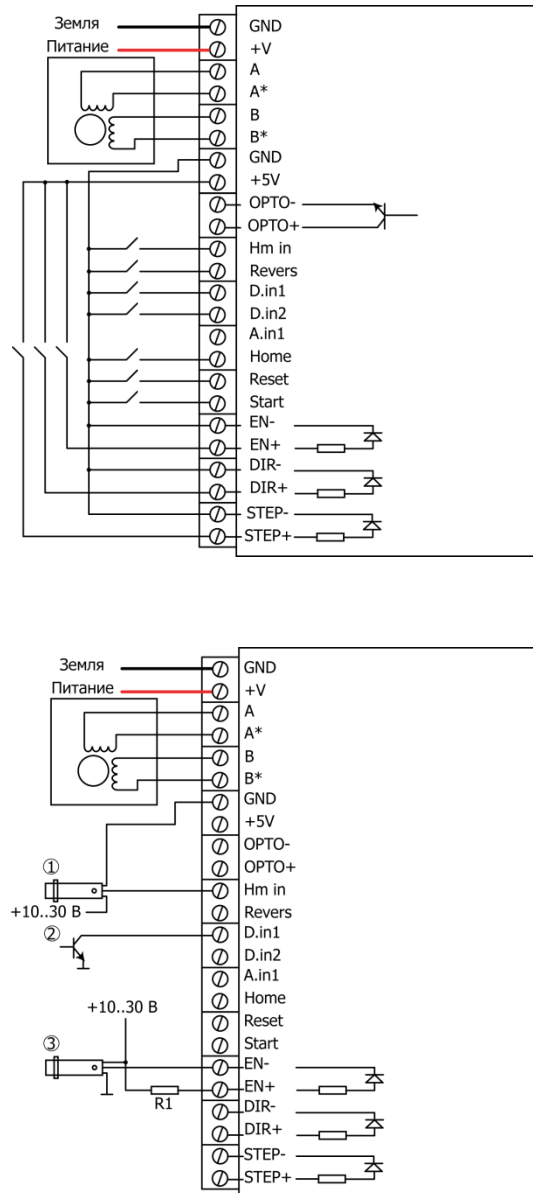 Земля
GND
Питание
+V
A
A*
B
B*
GND
+5V
OPTO-
OPTO+
Hm in
Revers
D.in1
D.in2
A.in1
Home
Reset
Start
EN-
EN+
DIR-
DIR+
STEP-
STEP+
Земля
GND
Питание
+V
A
A*
B
B*
GND
+5V
OPTO-
OPTO+
①
Hm in
+10..30 В
Revers
②
D.in1
D.in2
A.in1
Home
+10..30 В
Reset
③
Start
EN-
EN+
R1
DIR-
DIR+
STEP-
STEP+